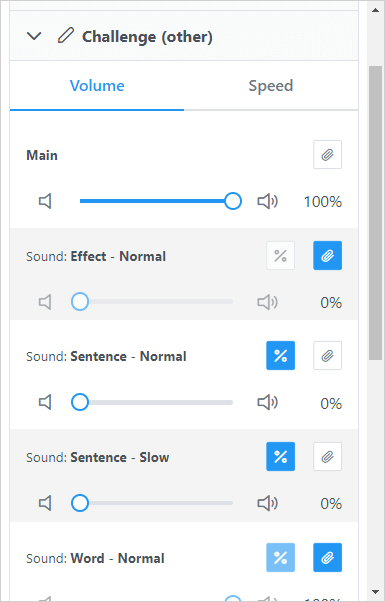 Challenge (other)
Volume Speed
Main
100%
Sound: Effect - Normal
0%
Sound: Sentence - Normal
0%
Sound: Sentence - Slow
0%
Sound: Word - Normal
100%